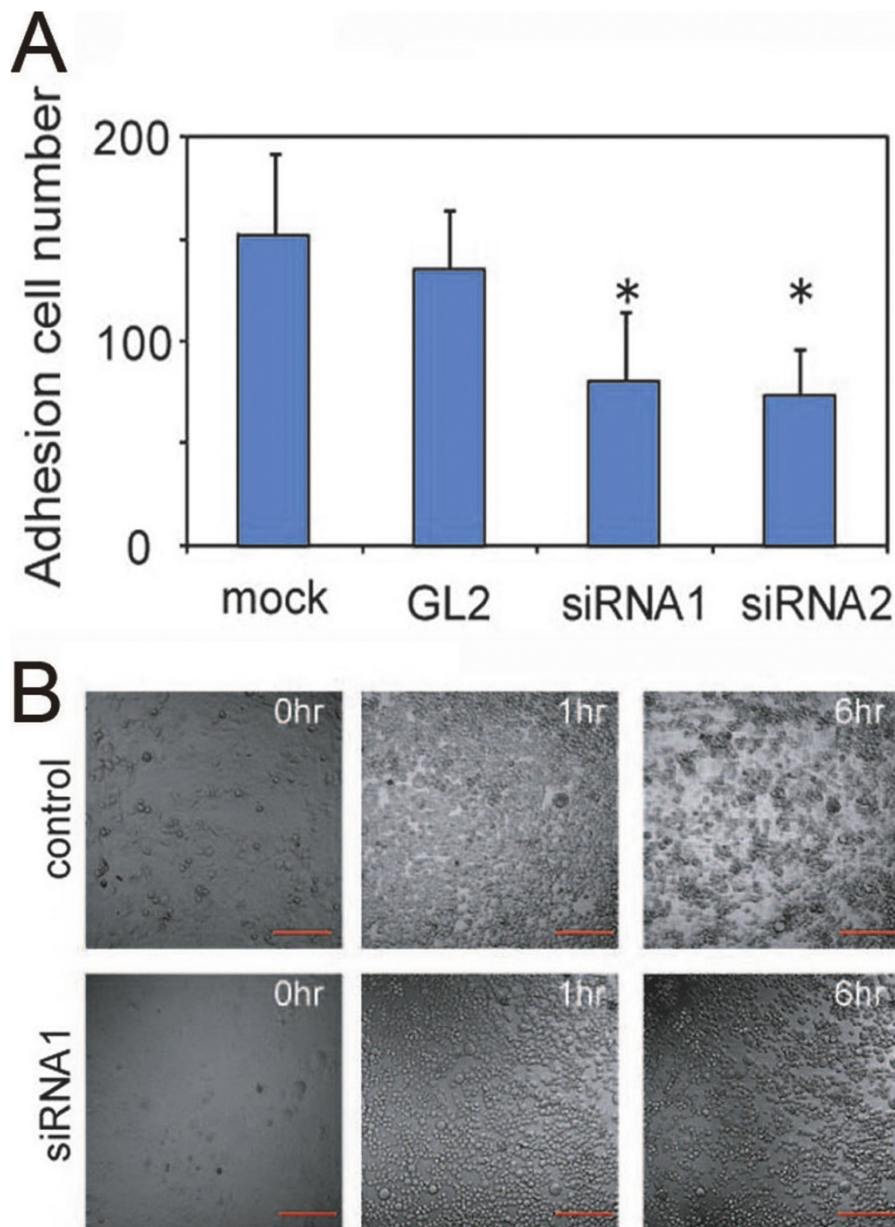 A
Adhesion cell number
200
100
0
mock GL2 siRNA1 siRNA2
* *
B
control
0hr 1hr 6hr
siRNA1
0hr 1hr 6hr